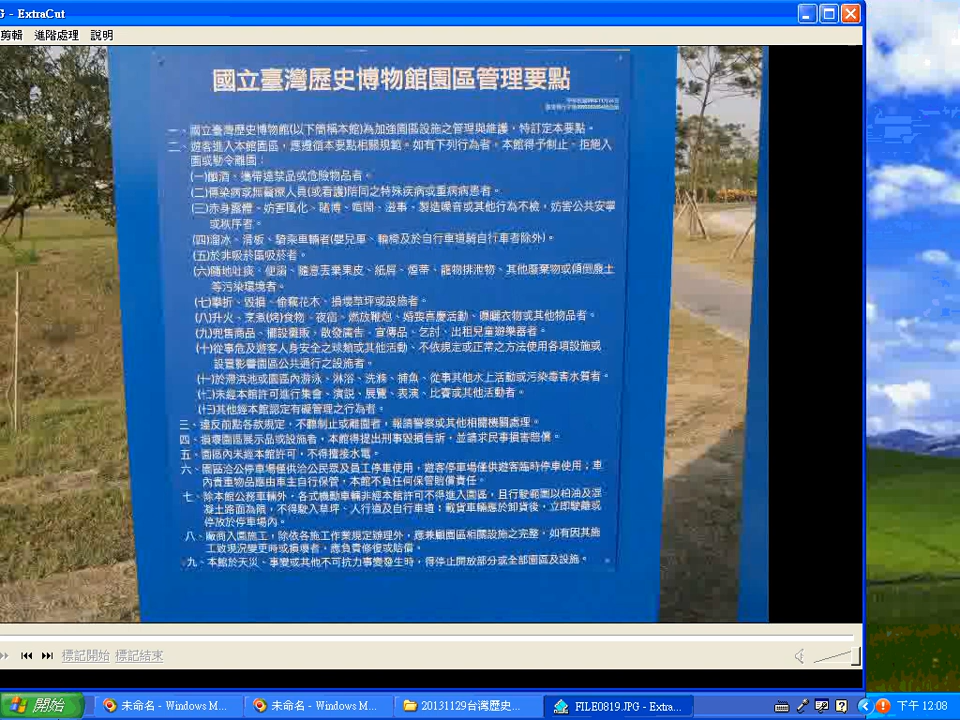 G - ExtraCut
剪輯 進階處理 說明
國立臺灣歷史博物館園區管理要點
一、國立臺灣歷史博物館(以下簡稱本館)為加強園區設施之管理與維護，特訂定本要點。
二、遊客進入本館園區，應遵循本要點相關規範。如有下列行為者，本館得予制止、拒絕入
園或勒令離園：
(一)酗酒、攜帶違禁品或危險物品者。
(二)傳染病或無醫療人員(或看護)陪同之特殊疾病或重病病患者。
(三)赤身露體、妨害風化、賭博、喧鬧、滋事、製造噪音或其他行為不檢，妨害公共安寧
或秩序者。
(四)溜冰、滑板、騎乘車輛者(嬰兒車、輪椅及於自行車道騎自行車者除外)。
(五)於非吸菸區吸菸者。
(六)隨地吐痰、便溺、隨意丟棄果皮、紙屑、煙蒂、寵物排泄物、其他廢棄物或傾倒廢土
等污染環境者。
(七)攀折、毀損、偷竊花木、損壞草坪或設施者。
(八)升火、烹煮(烤)食物、夜宿、燃放鞭炮、婚喪喜慶活動、曝曬衣物或其他物品者。
(九)兜售商品、擺設攤販、散發廣告、宣傳品、乞討、出租兒童遊樂器者。
(十)從事危及遊客人身安全之球類或其他活動、不依規定或正常之方法使用各項設施或
設置影響園區公共通行之設施者。
(十一)於滯洪池或園區內游泳、淋浴、洗滌、捕魚、從事其他水上活動或污染毒害水質者。
(十二)未經本館許可進行集會、演説、展覽、表演、比賽或其他活動者。
(十三)其他經本館認定有礙管理之行為者。
三、違反前點各款規定，不聽制止或離園者，報請警察或其他相關機關處理。
四、損壞園區展示品或設施者，本館得提出刑事毀損告訴，並請求民事損害賠償。
五、園區內未經本館許可，不得擅接水電。
六、園區洽公停車場僅供洽公民眾及員工停車使用，遊客停車場僅供遊客臨時停車使用；車
內貴重物品應由車主自行保管，本館不負任何保管賠償責任。
七、除本館公務車輛外，各式機動車輛非經本館許可不得進入園區，且行駛範圍以柏油及混
凝土路面為限，不得駛入草坪、人行道及自行車道；載貨車輛應於卸貨後，立即駛離或
停放於停車場內。
八、廠商入園施工，除依各施工作業規定辦理外，應兼顧園區相關設施之完整，如有因其施
工致現況變更時或損壞者，應負責修復或賠償。
九、本館於天災、事變或其他不可抗力事變發生時，得停止開放部分或全部園區及設施。
標記開始 標記結束
開始 未命名 - Windows M... 未命名 - Windows M... 20131129台灣歷史... FILE0819.JPG - Extra... 下午 12:08